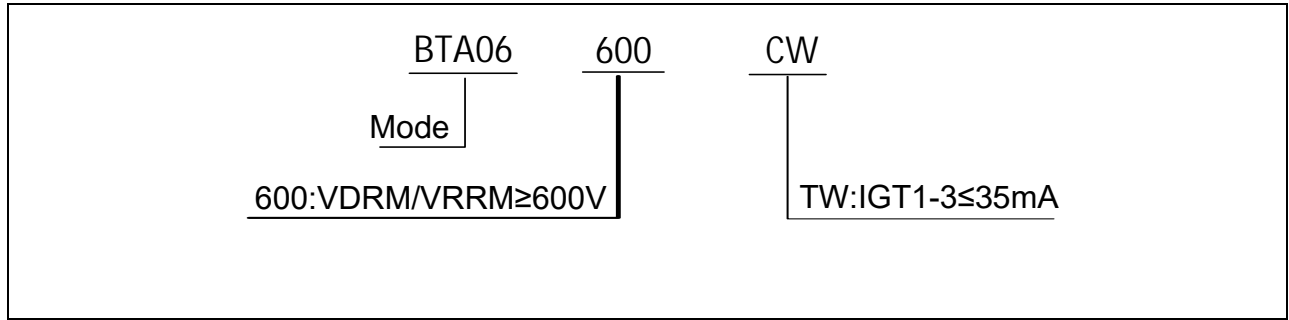 BTA06 600 CW
Mode
600:VDRM/VRRM≥600V TW:IGT1-3≤35mA